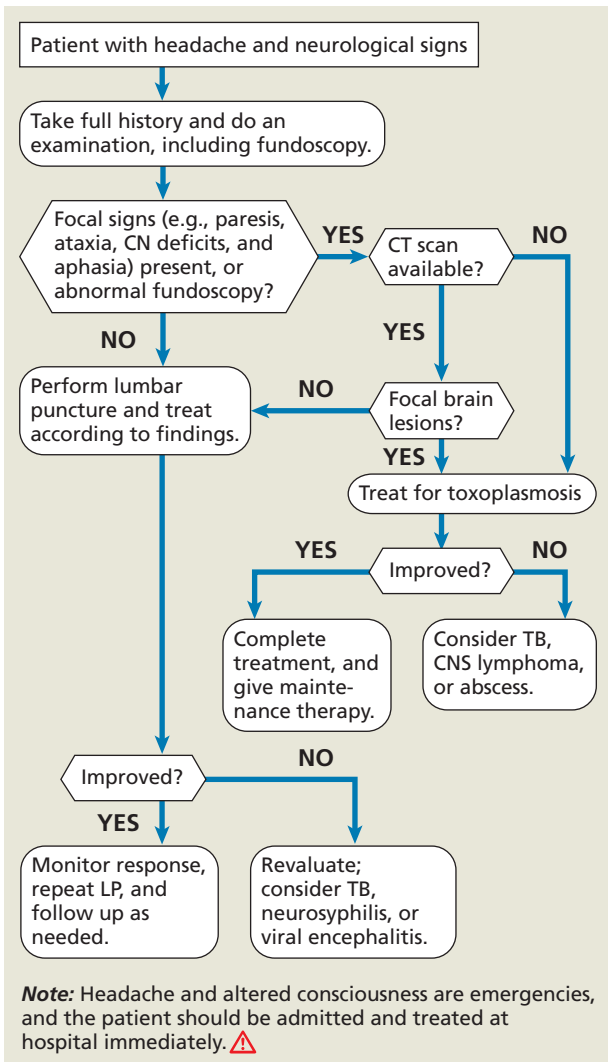 Patient with headache and neurological signs
Take full history and do an
examination, including fundoscopy.
Focal signs (e.g., paresis,
ataxia, CN deficits, and
aphasia) present, or
abnormal fundoscopy?
YES
CT scan
available?
NO
NO
YES
Perform lumbar
puncture and treat
according to findings.
NO
Focal brain
lesions?
YES
Treat for toxoplasmosis
YES
Improved?
NO
Complete
treatment, and
give mainte-
nance therapy.
Consider TB,
CNS lymphoma,
or abscess.
Improved?
NO
YES
Monitor response,
repeat LP, and
follow up as
needed.
Revaluate;
consider TB,
neurosyphilis, or
viral encephalitis.
Note: Headache and altered consciousness are emergencies,
and the patient should be admitted and treated at
hospital immediately.